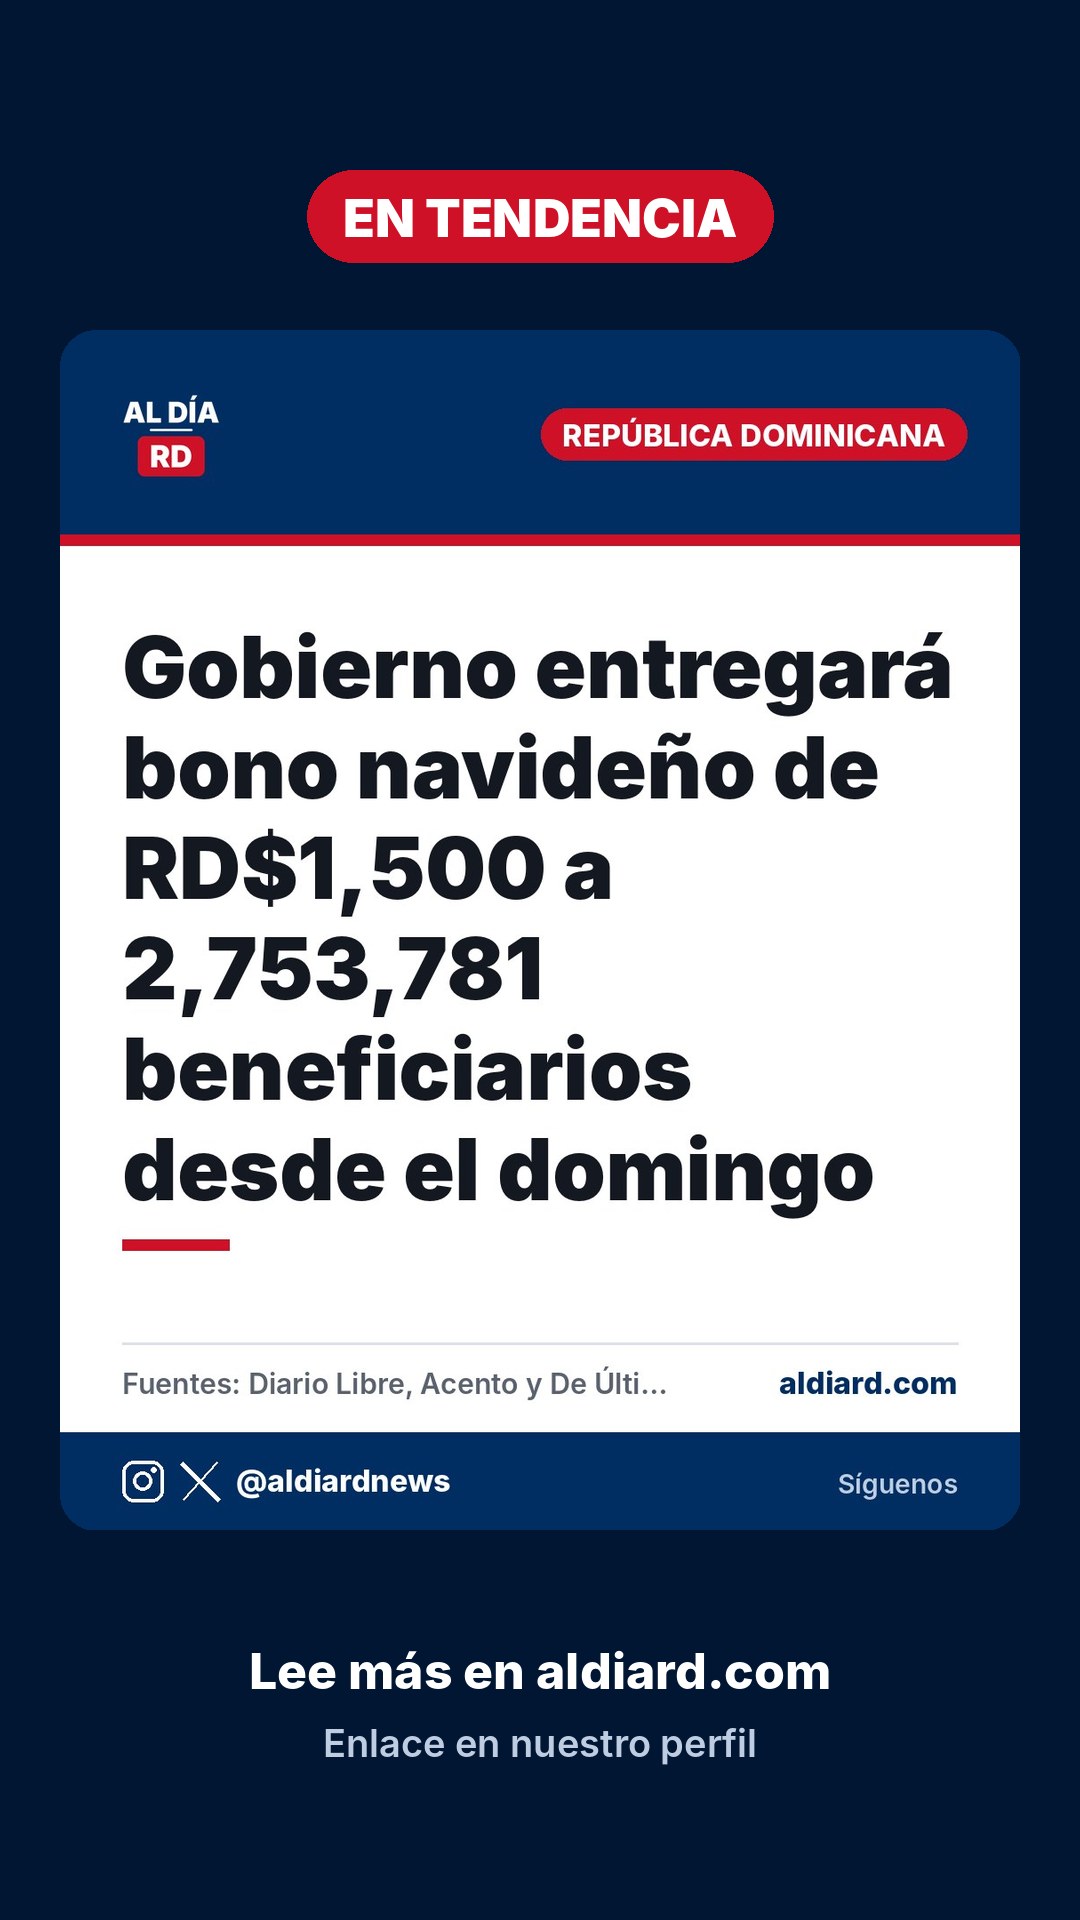 EN TENDENCIA
AL DÍA
RD
REPÚBLICA DOMINICANA
Gobierno entregará
bono navideño de
RD$1,500 a
2,753,781
beneficiarios
desde el domingo
Fuentes: Diario Libre, Acento y De Últi...
aldiard.com
@aldiardnews
Síguenos
Lee más en aldiard.com
Enlace en nuestro perfil